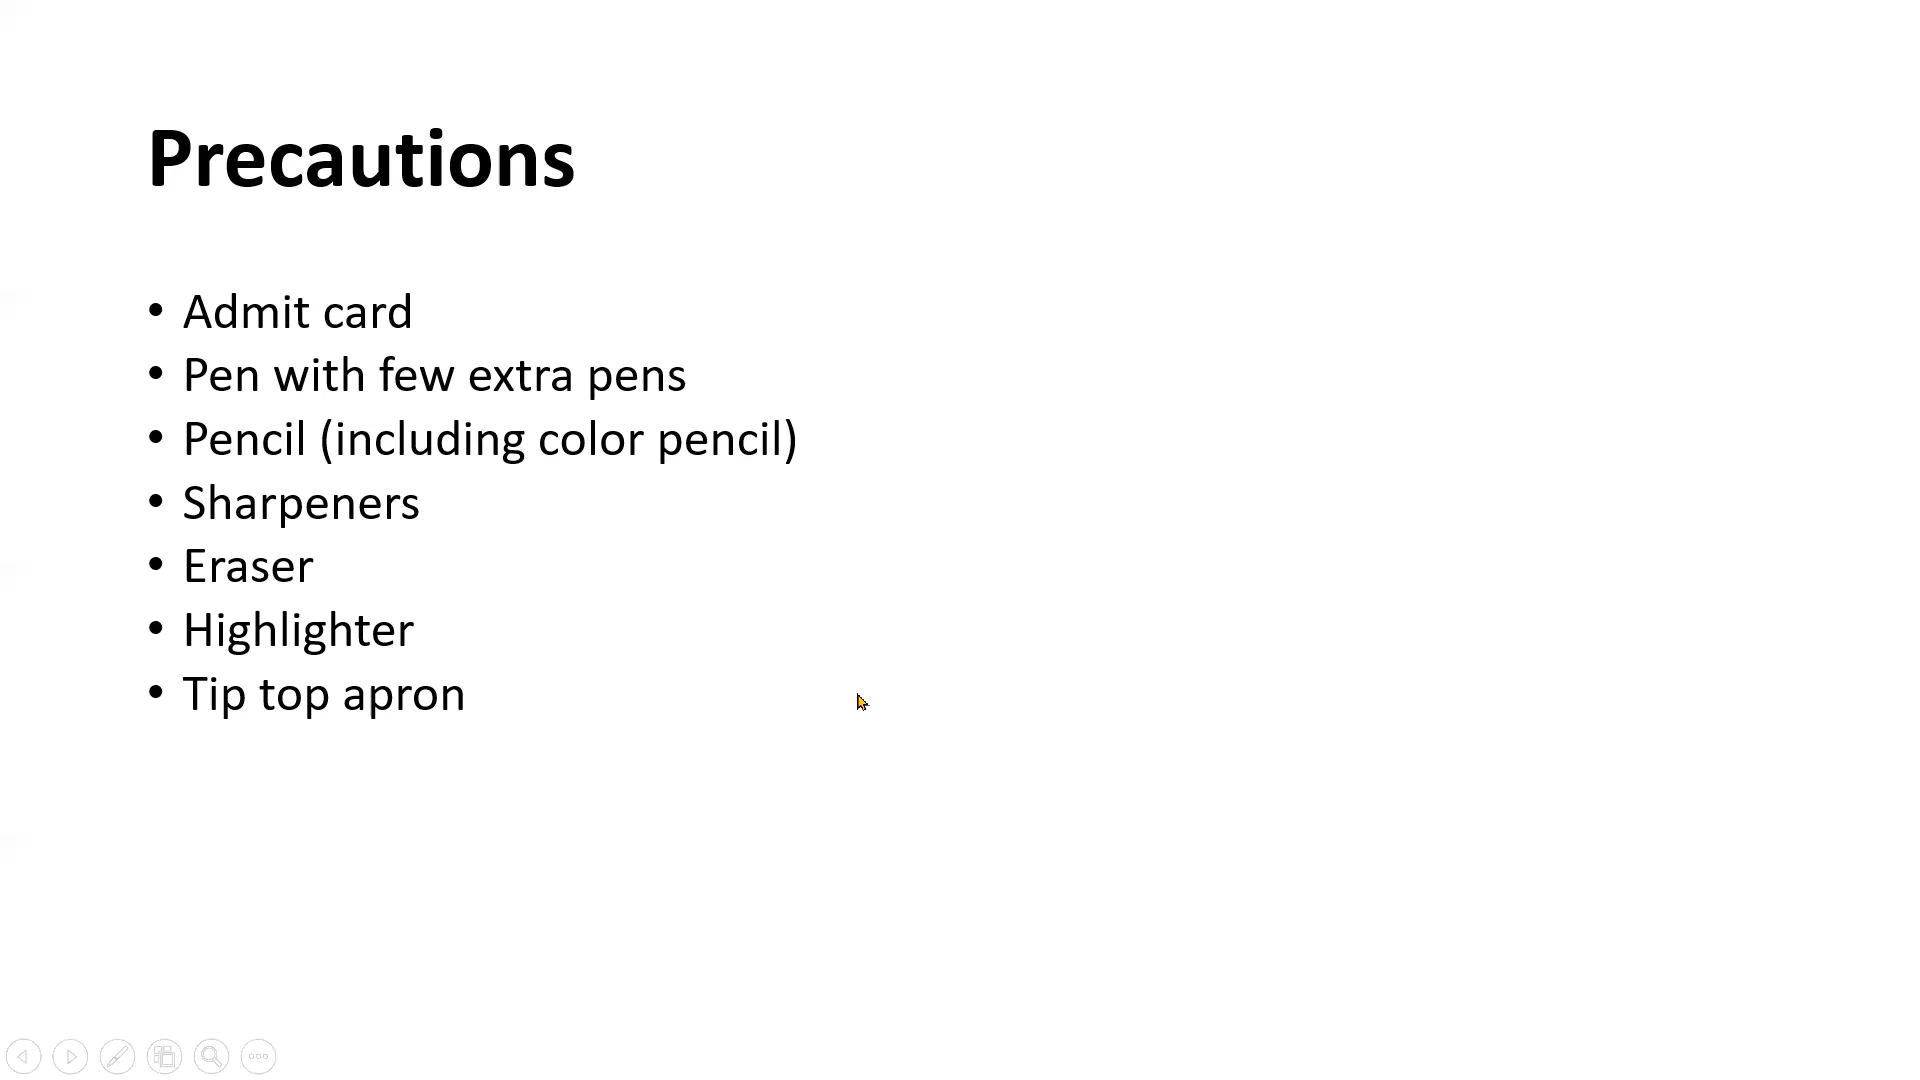 Precautions
• Admit card
• Pen with few extra pens
• Pencil (including color pencil)
• Sharpeners
• Eraser
• Highlighter
• Tip top apron